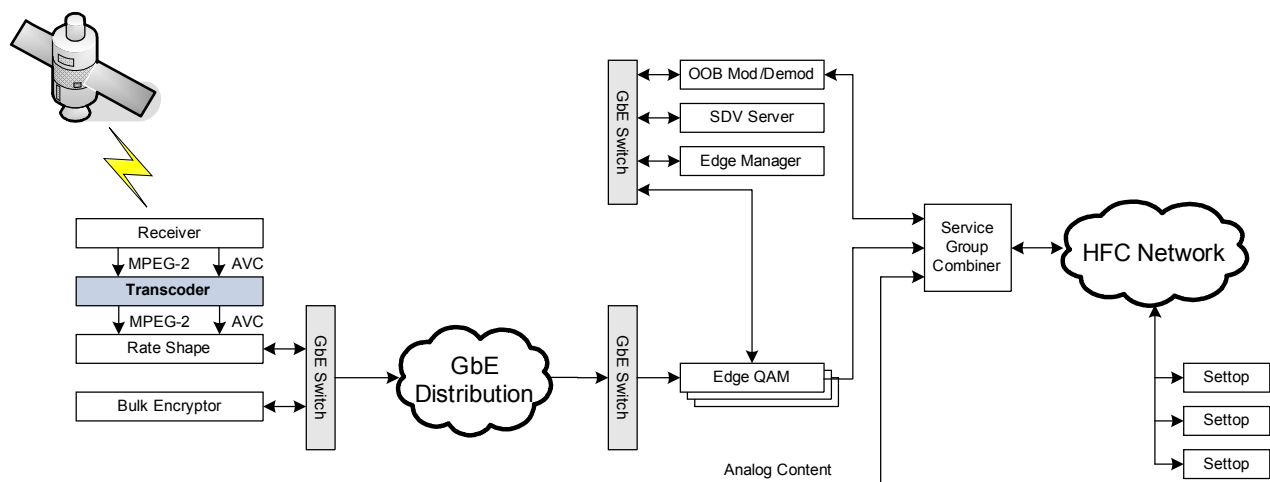 OOB Mod/Demod
SDV Server
Edge Manager
GbE Switch
Receiver
MPEG-2
AVC
Transcoder
MPEG-2
AVC
Rate Shape
Bulk Encryptor
GbE Switch
GbE
Distribution
GbE Switch
Edge QAM
Analog Content
Service
Group
Combiner
HFC Network
Settop
Settop
Settop